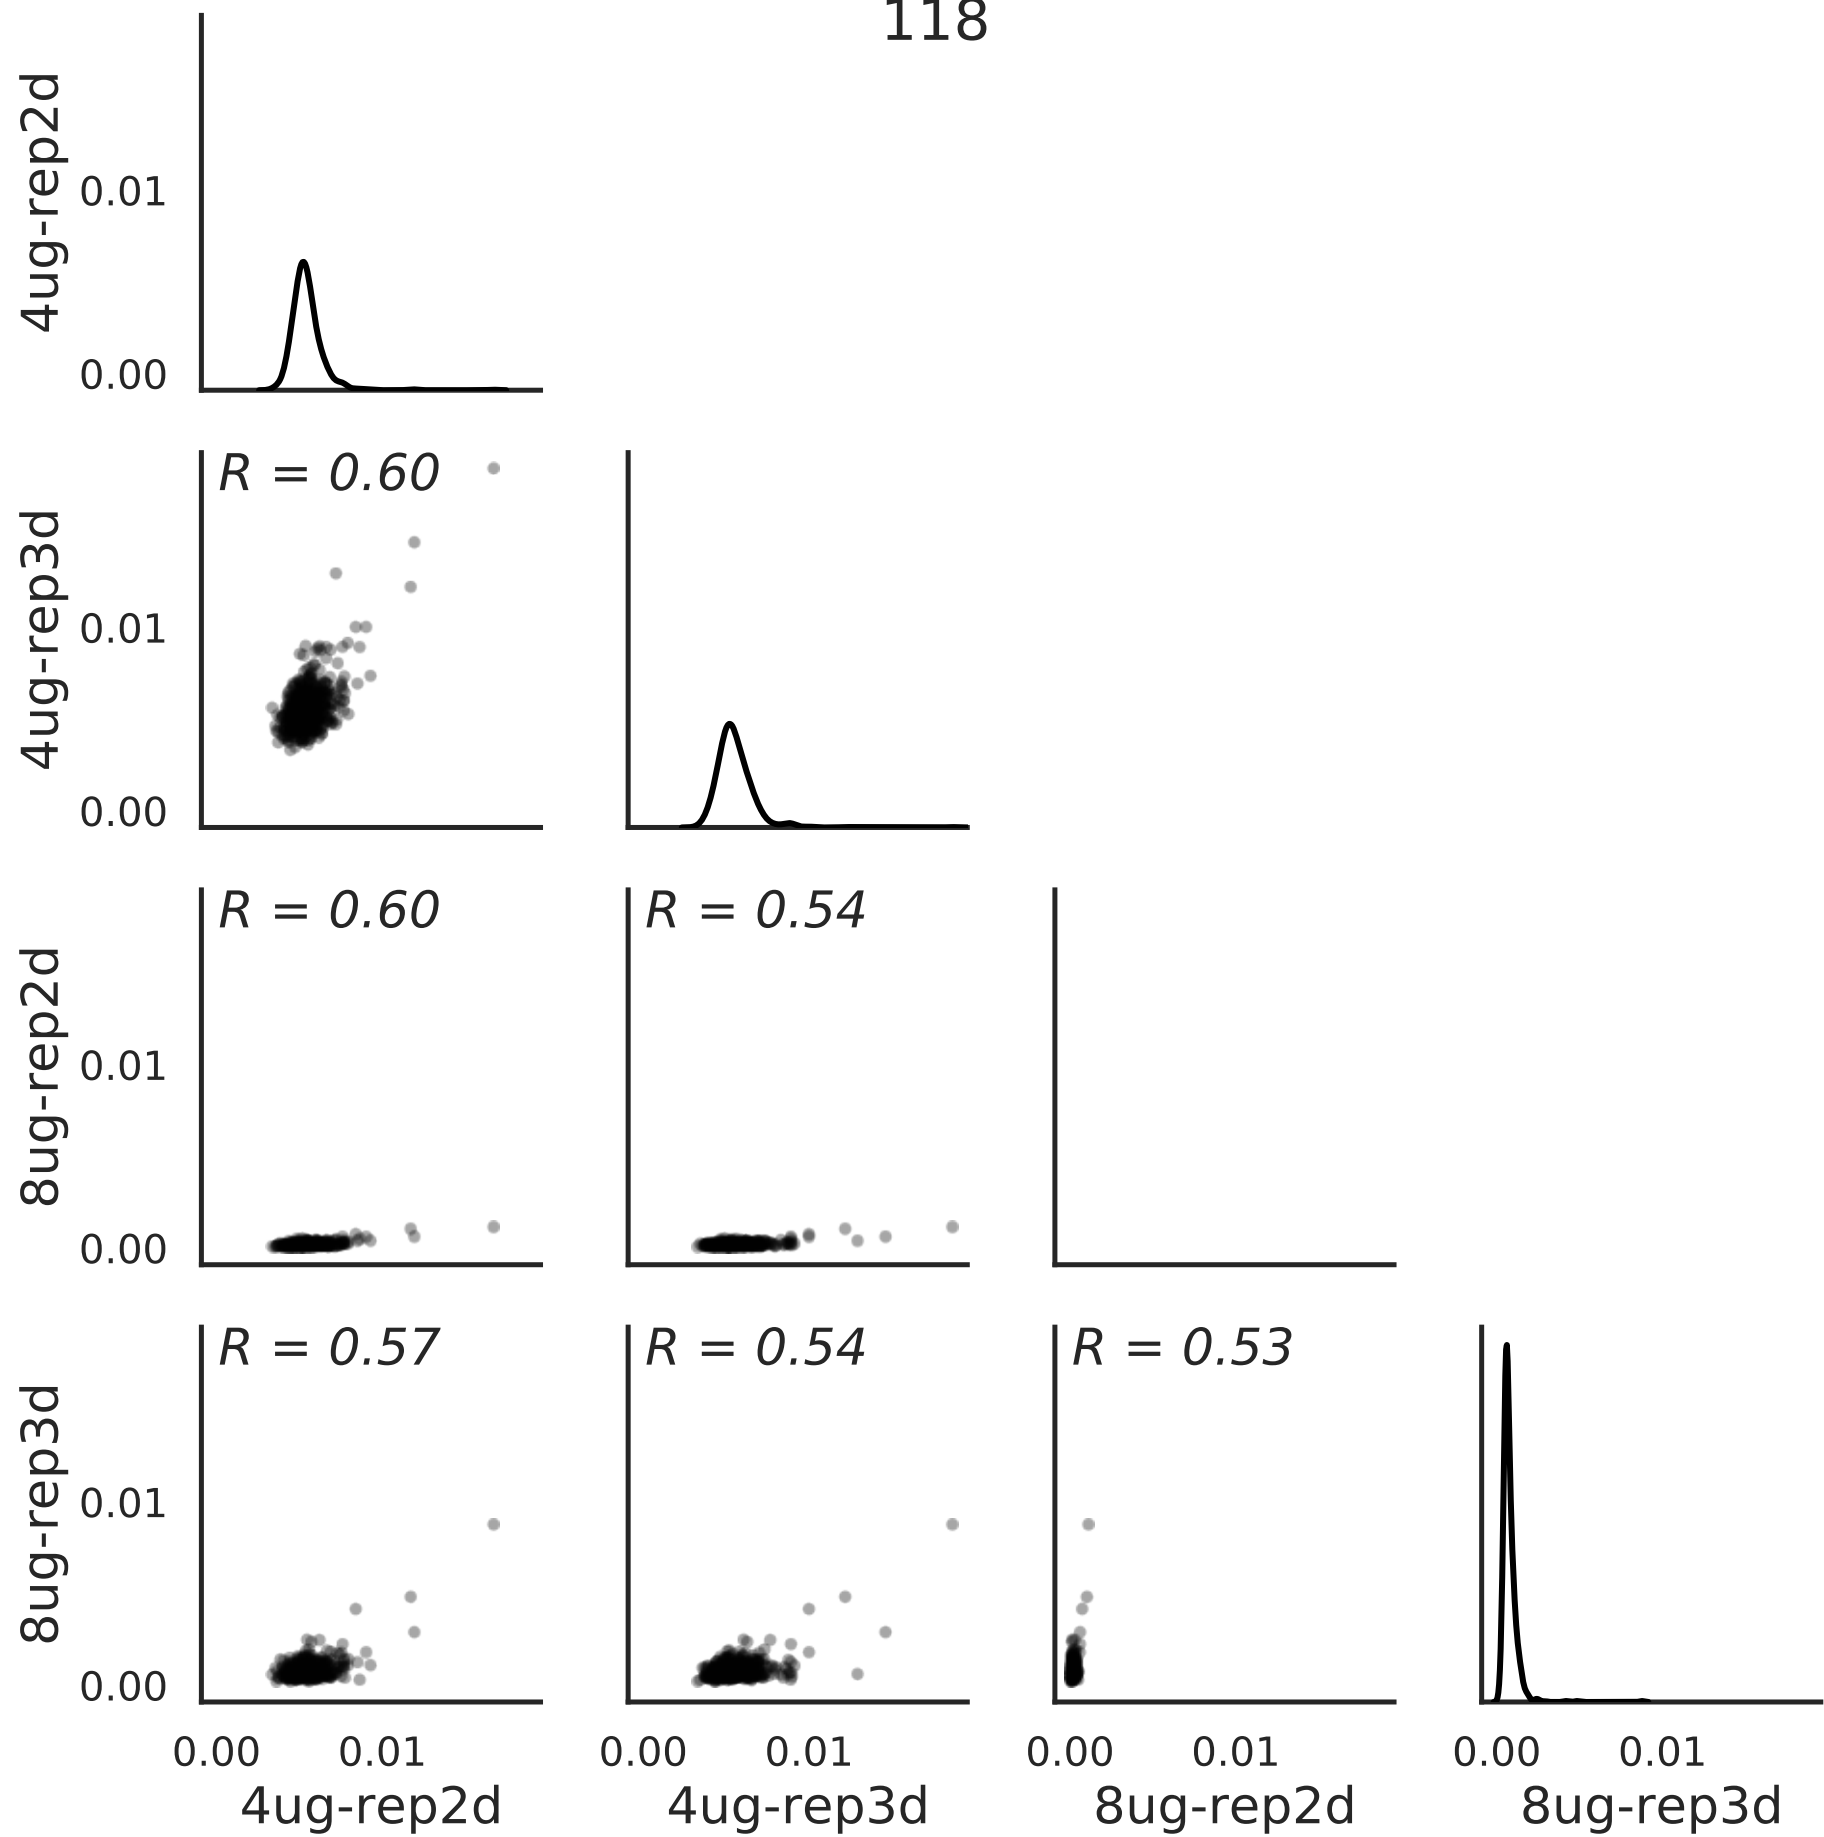 118
4ug-rep2d
0.01
0.00
4ug-rep3d
0.01
0.00
R = 0.60
8ug-rep2d
0.01
0.00
R = 0.60
R = 0.54
8ug-rep3d
0.01
0.00
R = 0.57
R = 0.54
R = 0.53
0.00 0.01 0.00 0.01 0.00 0.01 0.00 0.01
4ug-rep2d 4ug-rep3d 8ug-rep2d 8ug-rep3d